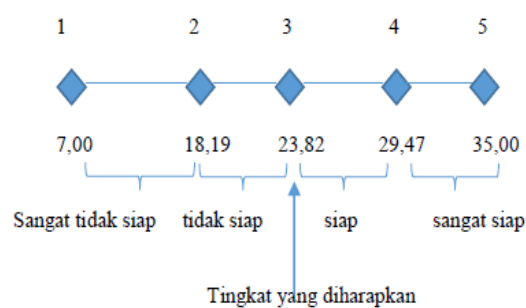 1 2 3 4 5
7,00 18,19 23,82 29,47 35,00
Sangat tidak siap tidak siap siap sangat siap
Tingkat yang diharapkan